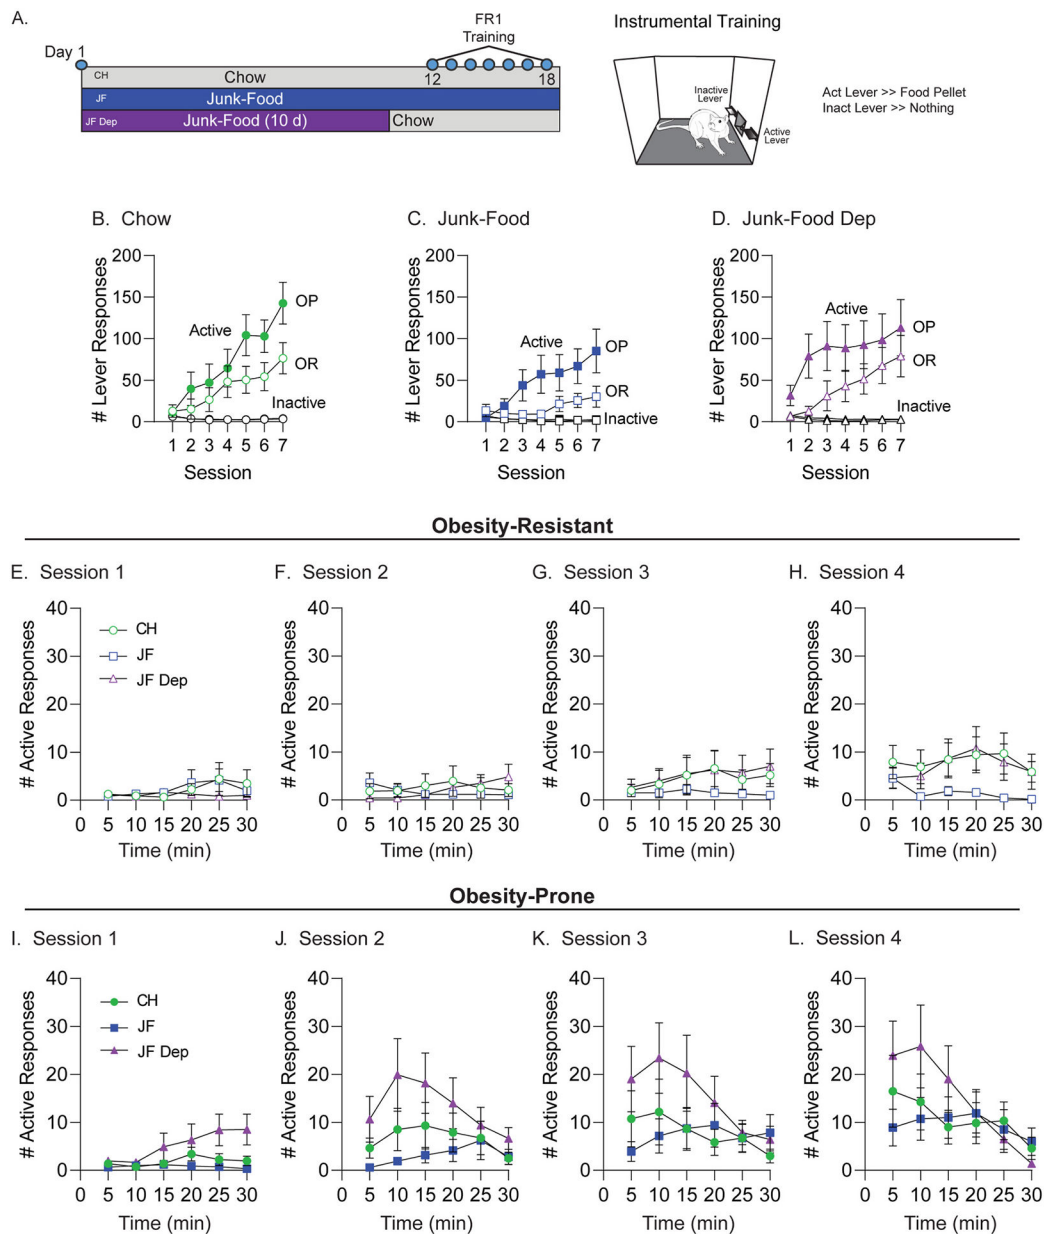 A.
FR1
Training
Day 1
CH
Chow
12
18
JF
Junk-Food
JF Dep
Junk-Food (10 d)
Chow
Instrumental Training
Inactive
Lever
Active
Lever
Act Lever >> Food Pellet
Inact Lever >> Nothing
B. Chow
# Lever Responses
200
150
100
50
0
Active
OP
OR
Inactive
1 2 3 4 5 6 7
Session
C. Junk-Food
# Lever Responses
200
150
100
50
0
Active
OP
OR
Inactive
1 2 3 4 5 6 7
Session
D. Junk-Food Dep
# Lever Responses
200
150
100
50
0
Active
OP
OR
Inactive
1 2 3 4 5 6 7
Session
Obesity-Resistant
E. Session 1
# Active Responses
40
30
20
10
0
CH
JF
JF Dep
0 5 10 15 20 25 30
Time (min)
F. Session 2
# Active Responses
40
30
20
10
0
0 5 10 15 20 25 30
Time (min)
G. Session 3
# Active Responses
40
30
20
10
0
0 5 10 15 20 25 30
Time (min)
H. Session 4
# Active Responses
40
30
20
10
0
0 5 10 15 20 25 30
Time (min)
Obesity-Prone
I. Session 1
# Active Responses
40
30
20
10
0
CH
JF
JF Dep
0 5 10 15 20 25 30
Time (min)
J. Session 2
# Active Responses
40
30
20
10
0
0 5 10 15 20 25 30
Time (min)
K. Session 3
# Active Responses
40
30
20
10
0
0 5 10 15 20 25 30
Time (min)
L. Session 4
# Active Responses
40
30
20
10
0
0 5 10 15 20 25 30
Time (min)